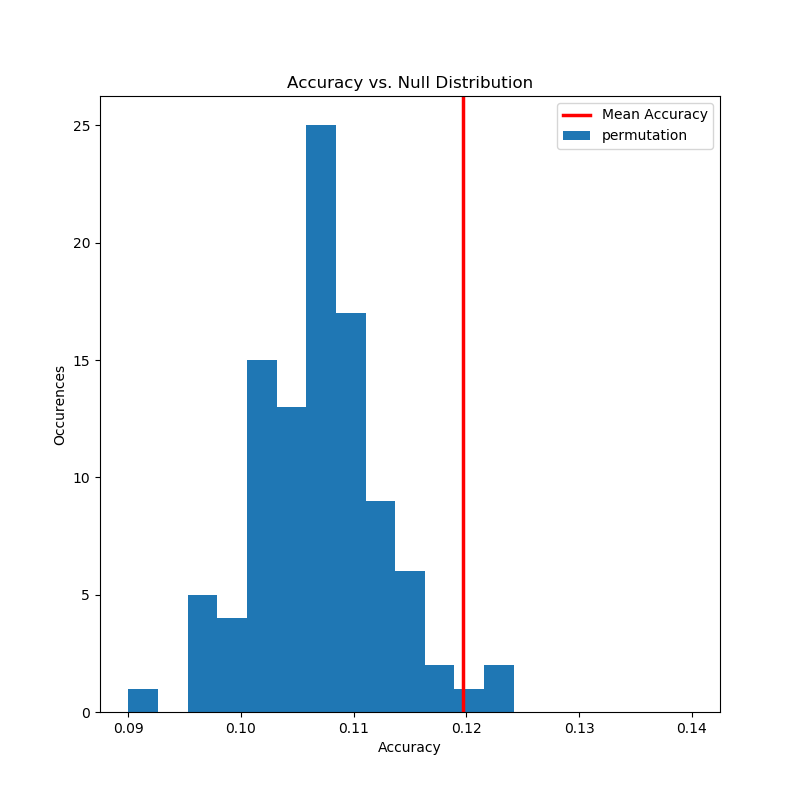 Accuracy vs. Null Distribution
Mean Accuracy
permutation
Occurences
25
20
15
10
5
0
0.09 0.10 0.11 0.12 0.13 0.14
Accuracy